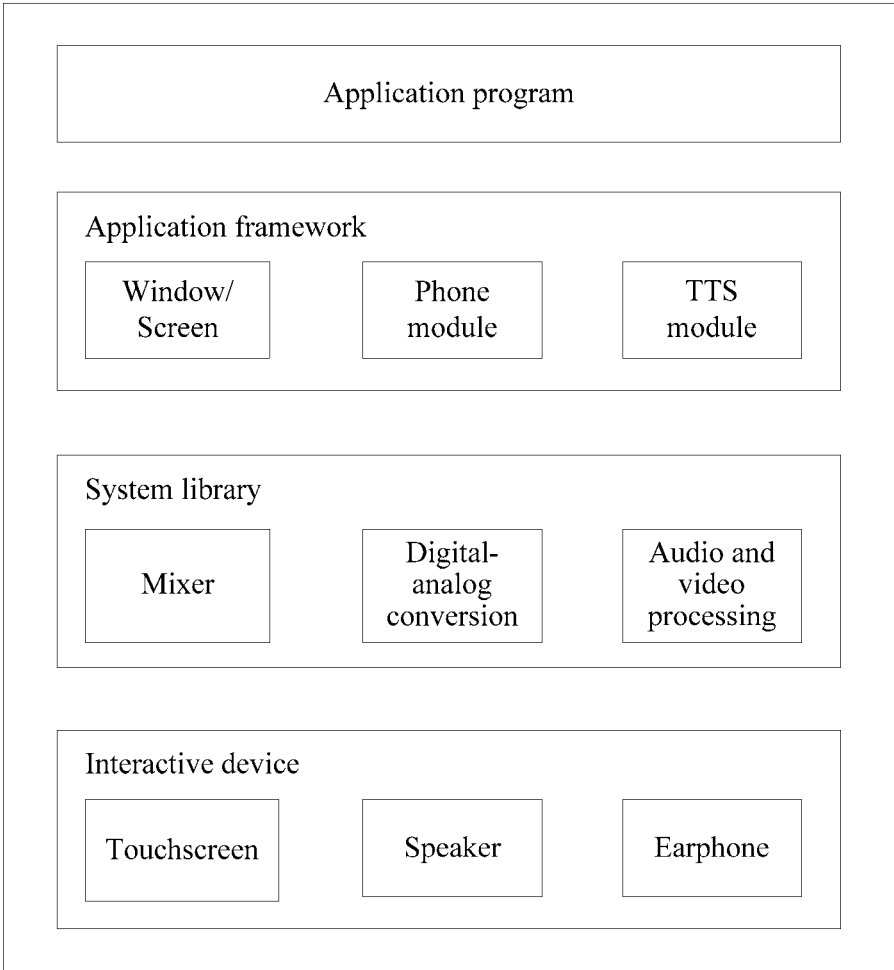 Application program
Application framework
Window/
Screen
Phone
module
TTS
module
System library
Mixer
Digital-
analog
conversion
Audio and
video
processing
Interactive device
Touchscreen
Speaker
Earphone